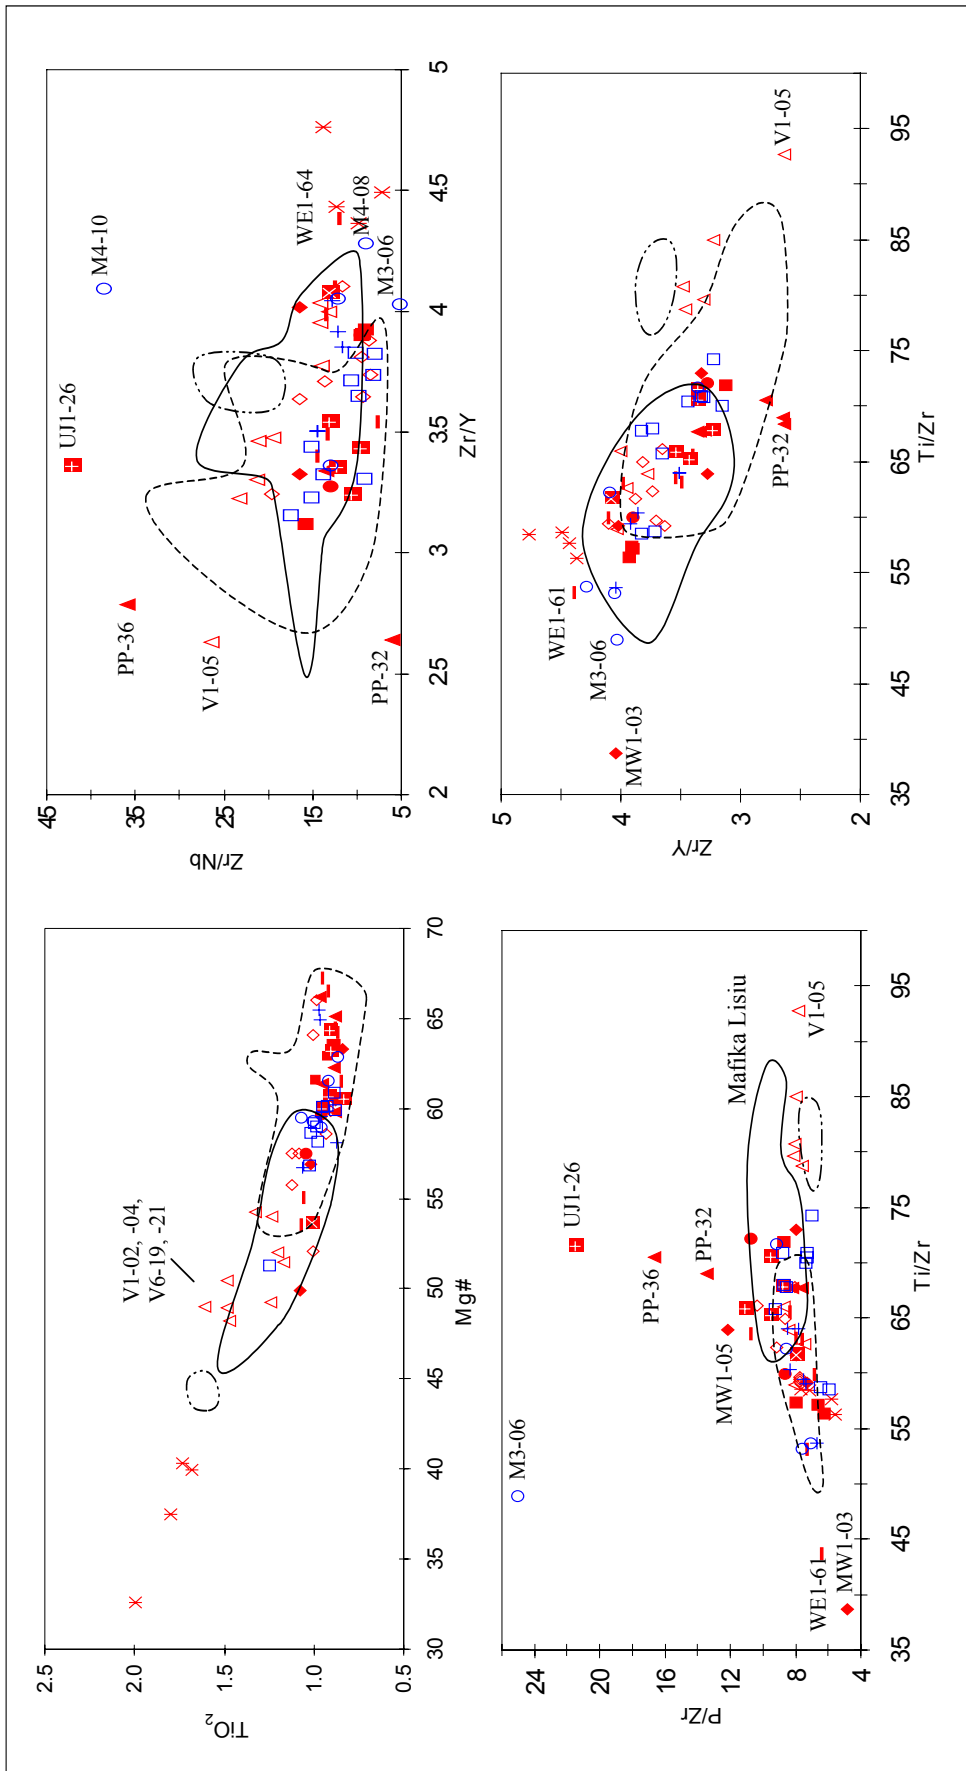 2.5
2.0
1.5
1.0
0.5
TiO2
30
35
40
45
50
55
60
65
70
Mg#
V1-02, -04,
V6-19, -21
45
25
15
5
Zr/Nb
2
2.5
3
3.5
4
4.5
5
Zr/Y
UJ1-26
M4-10
PP-36
V1-05
PP-32
WE1-64
M4-08
M3-06
24
20
16
12
8
4
P/Zr
35
45
55
65
75
85
95
Ti/Zr
M3-06
UJ1-26
PP-36
PP-32
MW1-05
Mafika Lisiu
V1-05
WE1-61
MW1-03
5
4
3
2
Zr/Y
35
45
55
65
75
85
95
Ti/Zr
WE1-61
M3-06
MW1-03
PP-32
V1-05